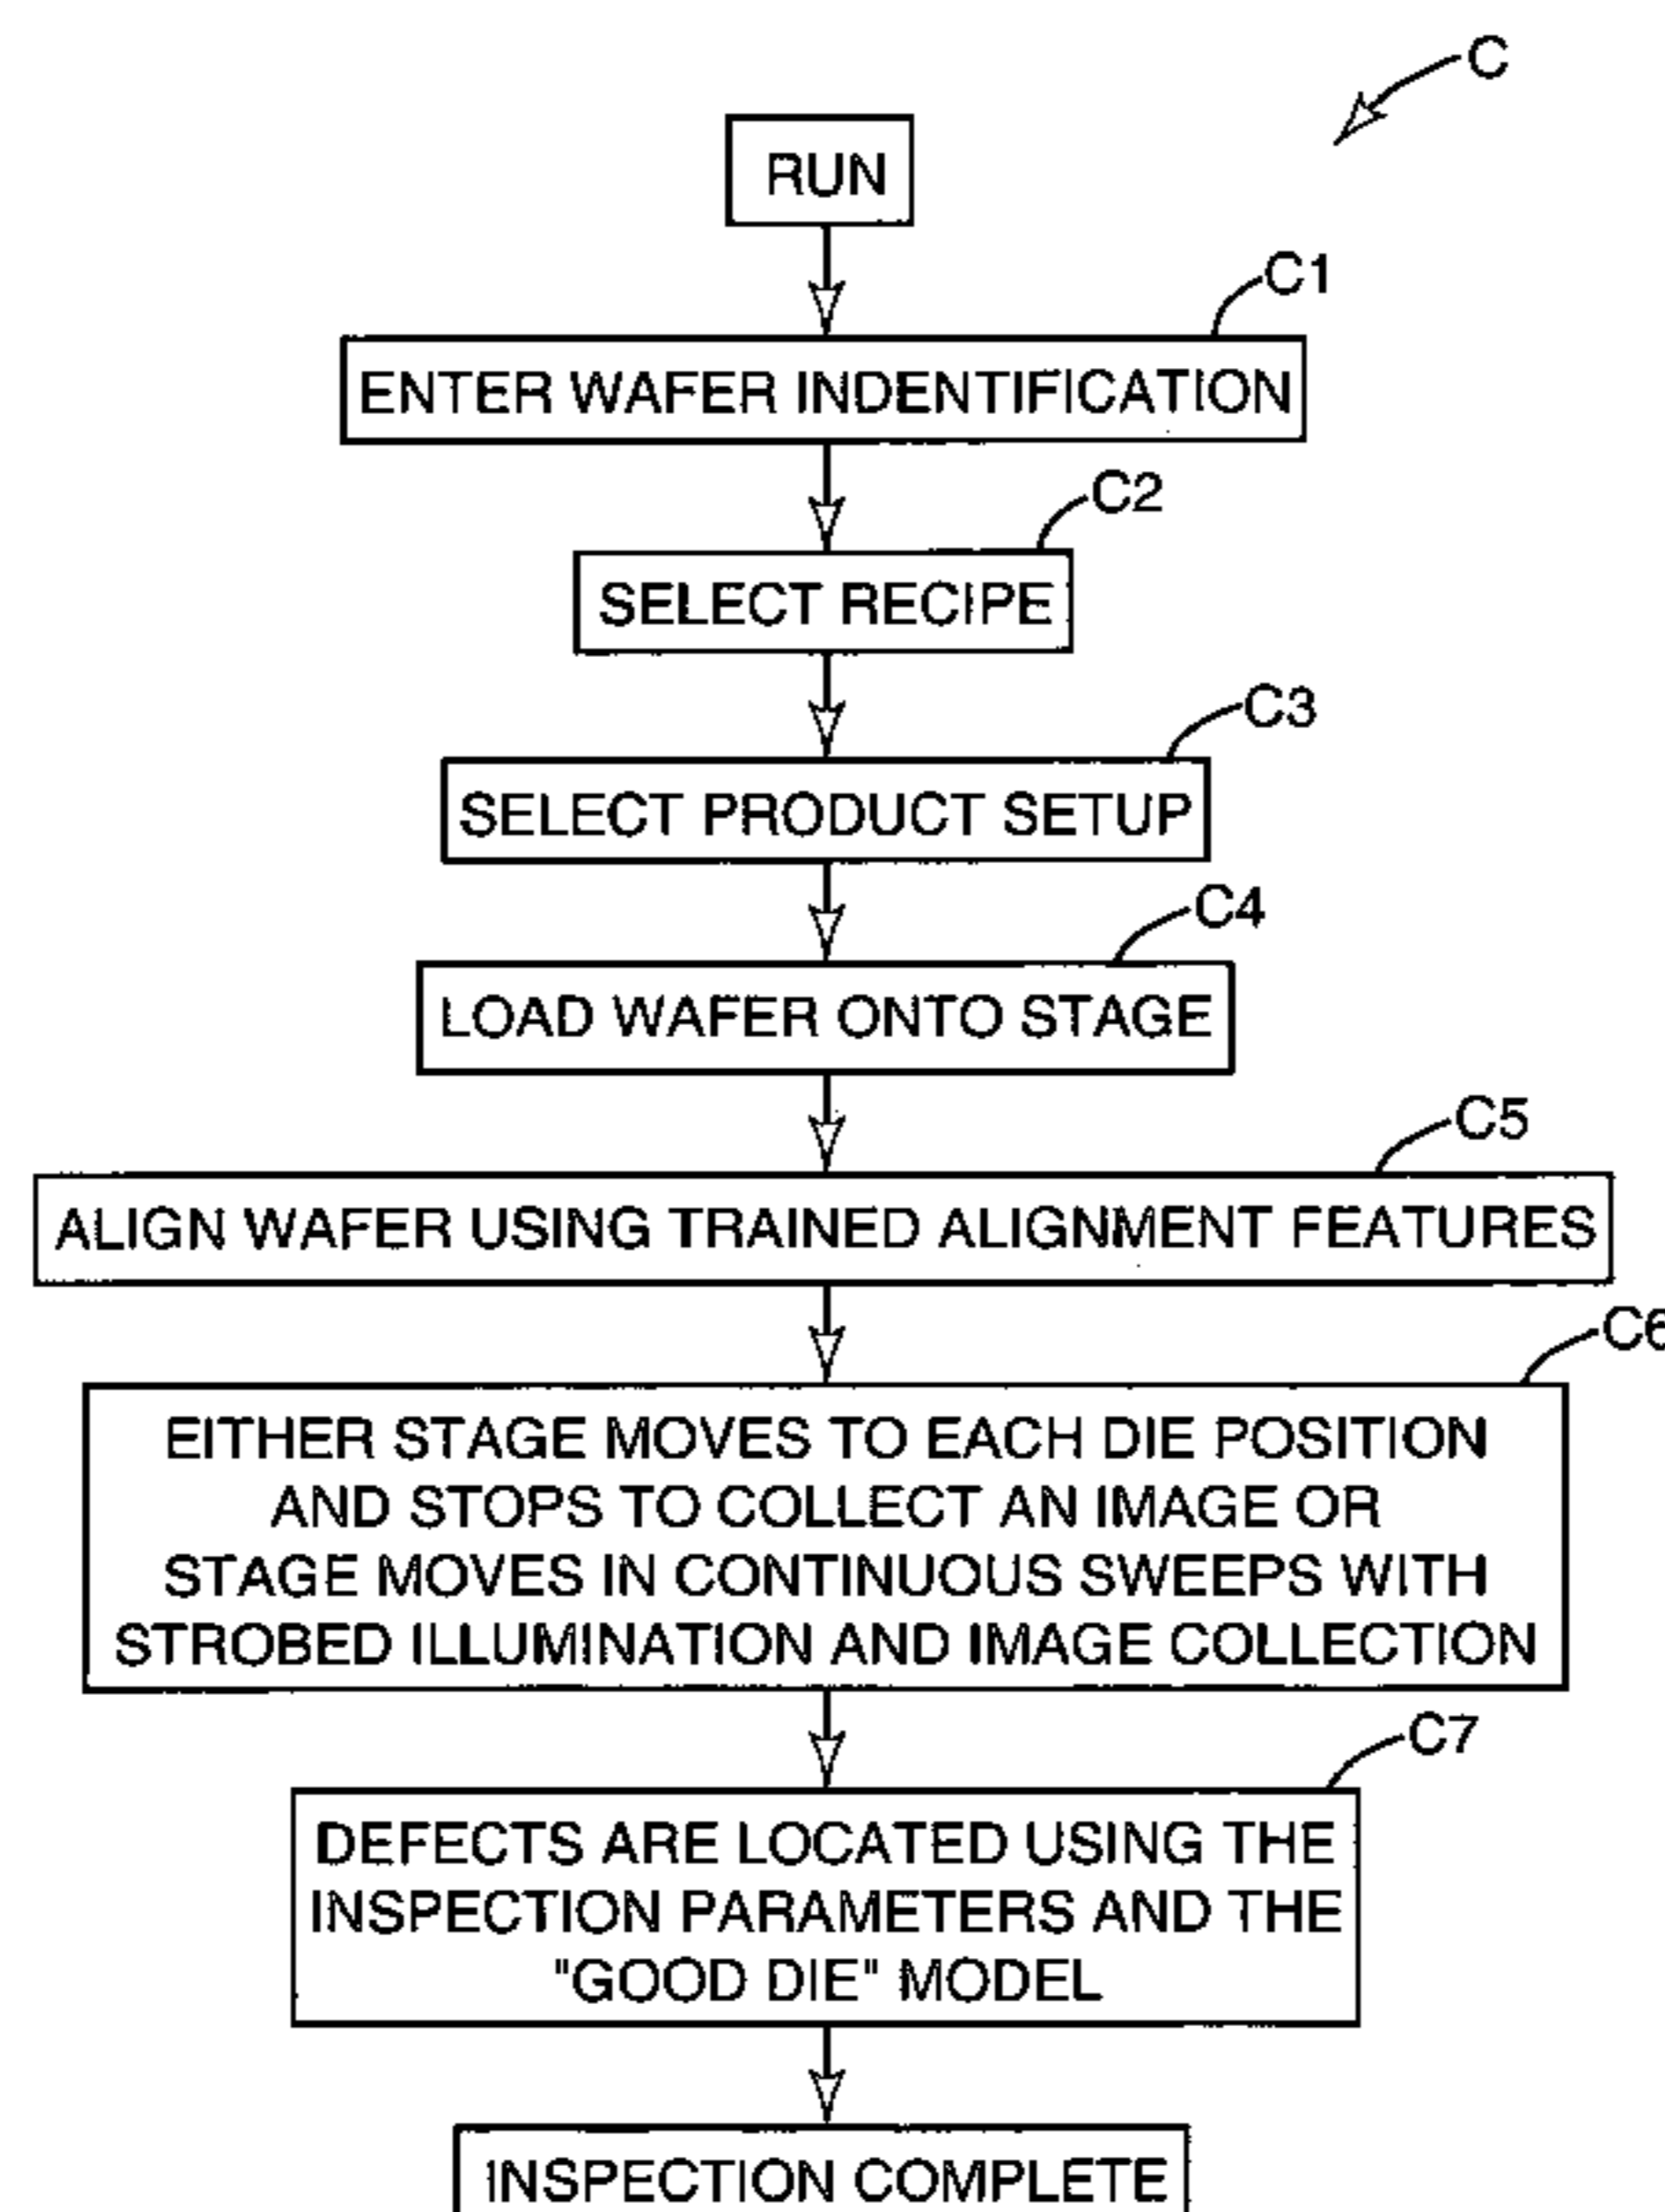 C
RUN
C1
ENTER WAFER INDENTIFICATION
C2
SELECT RECIPE
C3
SELECT PRODUCT SETUP
C4
LOAD WAFER ONTO STAGE
C5
ALIGN WAFER USING TRAINED ALIGNMENT FEATURES
C6
EITHER STAGE MOVES TO EACH DIE POSITION
AND STOPS TO COLLECT AN IMAGE OR
STAGE MOVES IN CONTINUOUS SWEEPS WITH
STROBED ILLUMINATION AND IMAGE COLLECTION
C7
DEFECTS ARE LOCATED USING THE
INSPECTION PARAMETERS AND THE
"GOOD DIE" MODEL
INSPECTION COMPLETE